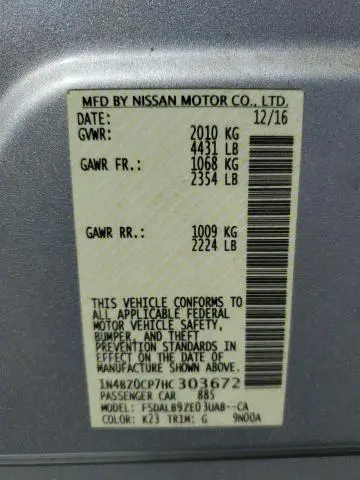 MFD BY NISSAN MOTOR CO., LTD.
DATE: 12/16
GVWR: 2010 KG
4431 LB
GAWR FR.: 1068 KG
2354 LB
GAWR RR.: 1009 KG
2224 LB
THIS VEHICLE CONFORMS TO
ALL APPLICABLE FEDERAL
MOTOR VEHICLE SAFETY,
BUMPER, AND THEFT
PREVENTION STANDARDS IN
EFFECT ON THE DATE OF
MANUFACTURE SHOWN ABOVE.
1N4BZ0CP7HC 303672
PASSENGER CAR 885
MODEL: FSDALB9ZE03UAB--CA
COLOR: K23 TRIM: G 9N00A